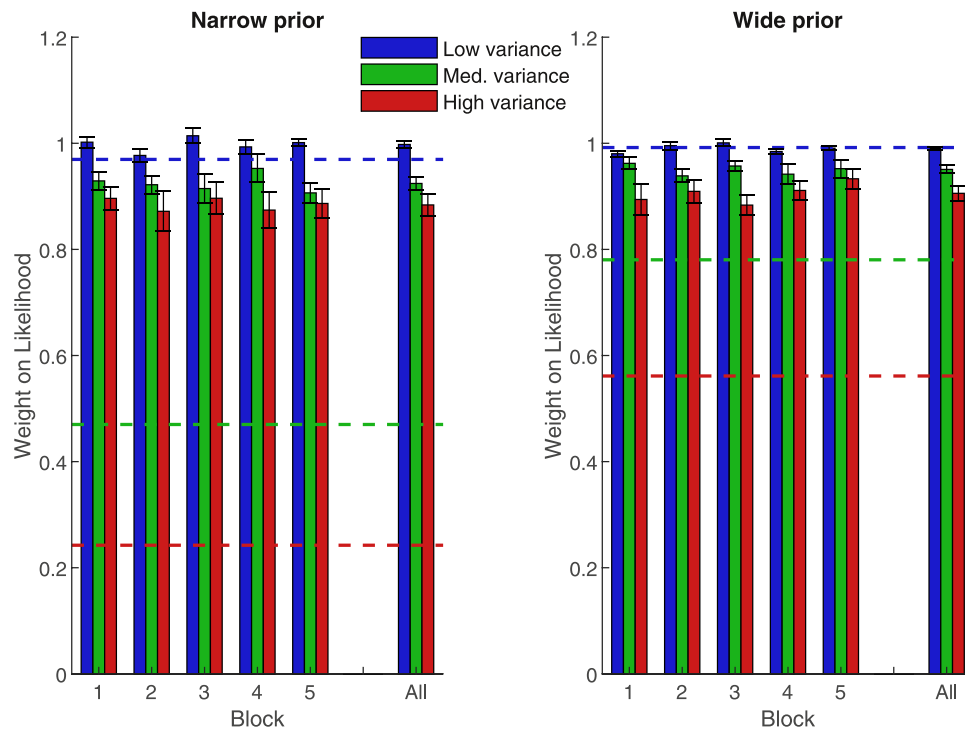 Narrow prior
1.2
1
0.8
0.6
0.4
0.2
0
Weight on Likelihood
1 2 3 4 5 All
Block
Low variance
Med. variance
High variance
Wide prior
1.2
1
0.8
0.6
0.4
0.2
0
Weight on Likelihood
1 2 3 4 5 All
Block